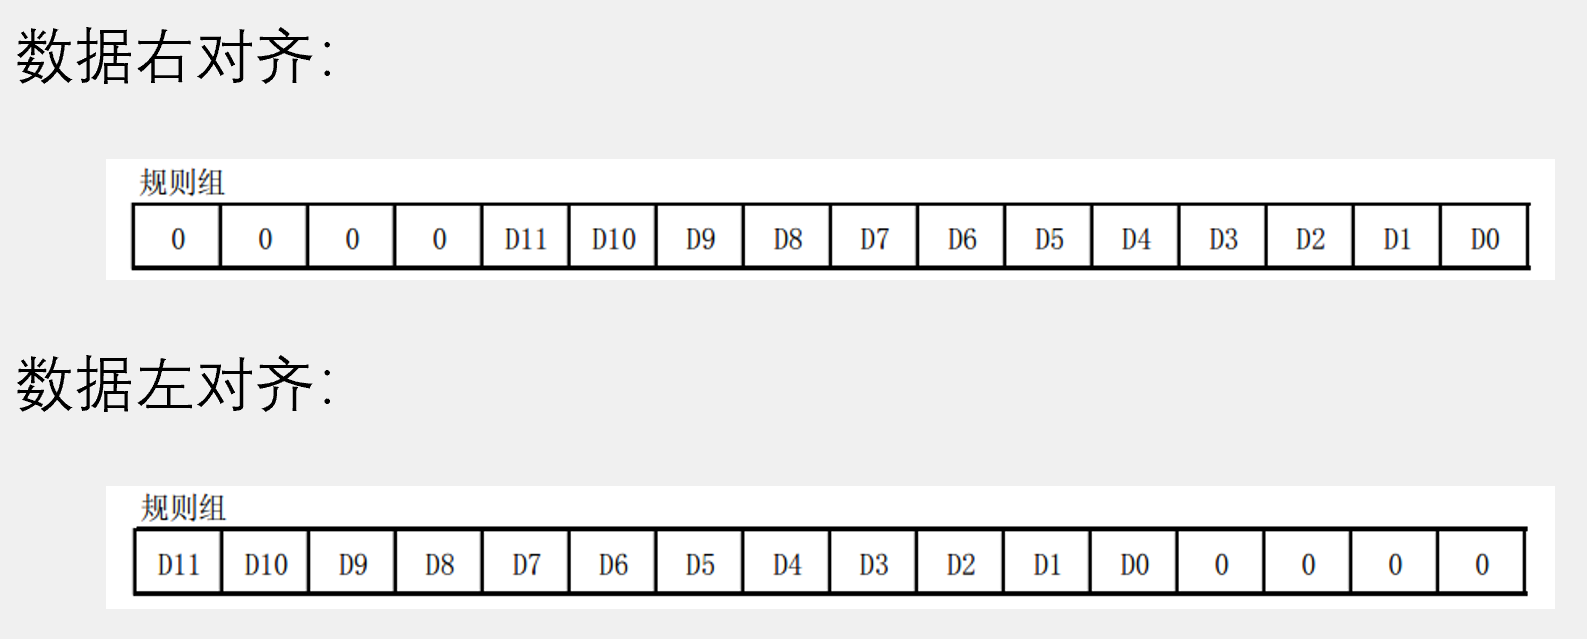 数据右对齐：
规则组
0 0 0 0 D11 D10 D9 D8 D7 D6 D5 D4 D3 D2 D1 D0
数据左对齐：
规则组
D11 D10 D9 D8 D7 D6 D5 D4 D3 D2 D1 D0 0 0 0 0